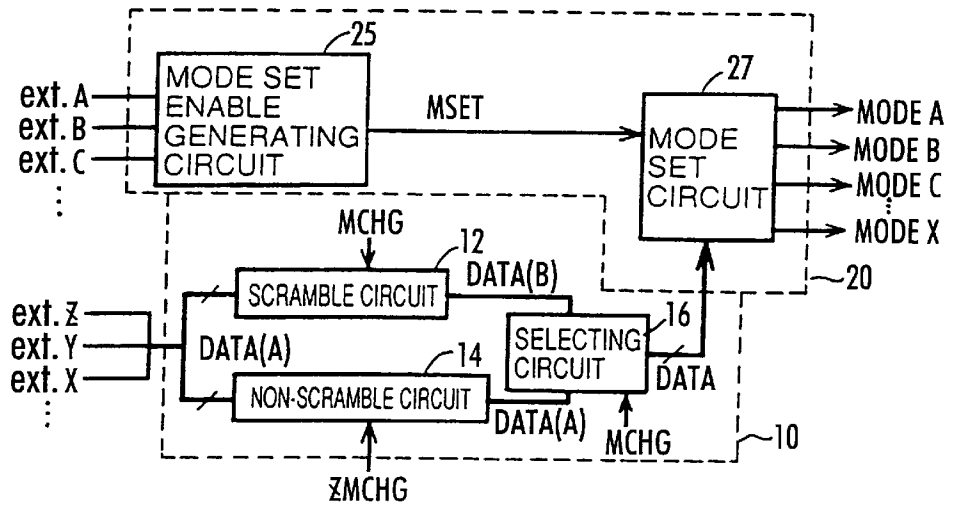 25
MODE SET
ENABLE
GENERATING
CIRCUIT
ext. A
ext. B
ext. C
MSET
27
MODE
SET
CIRCUIT
MODE A
MODE B
MODE C
MODE X
20
MCHG
12
SCRAMBLE CIRCUIT
DATA(B)
ext. Z
ext. Y
ext. X
DATA(A)
14
NON-SCRAMBLE CIRCUIT
DATA(A)
16
SELECTING
CIRCUIT
DATA
MCHG
10
ZMCHG